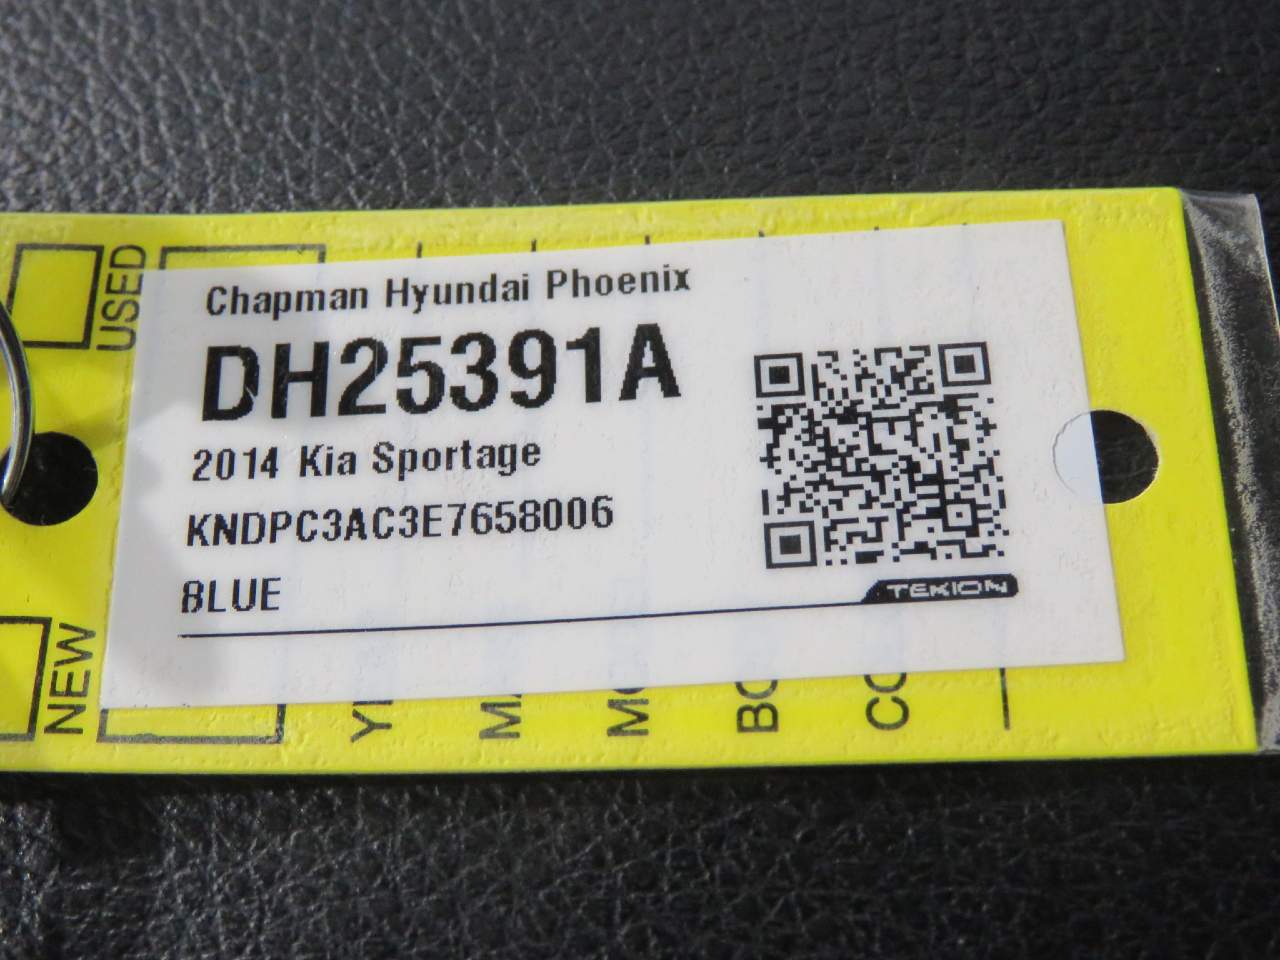 USED
Chapman Hyundai Phoenix
DH25391A
2014 Kia Sportage
KNDPC3AC3E7658006
BLUE
TEKION
NEW